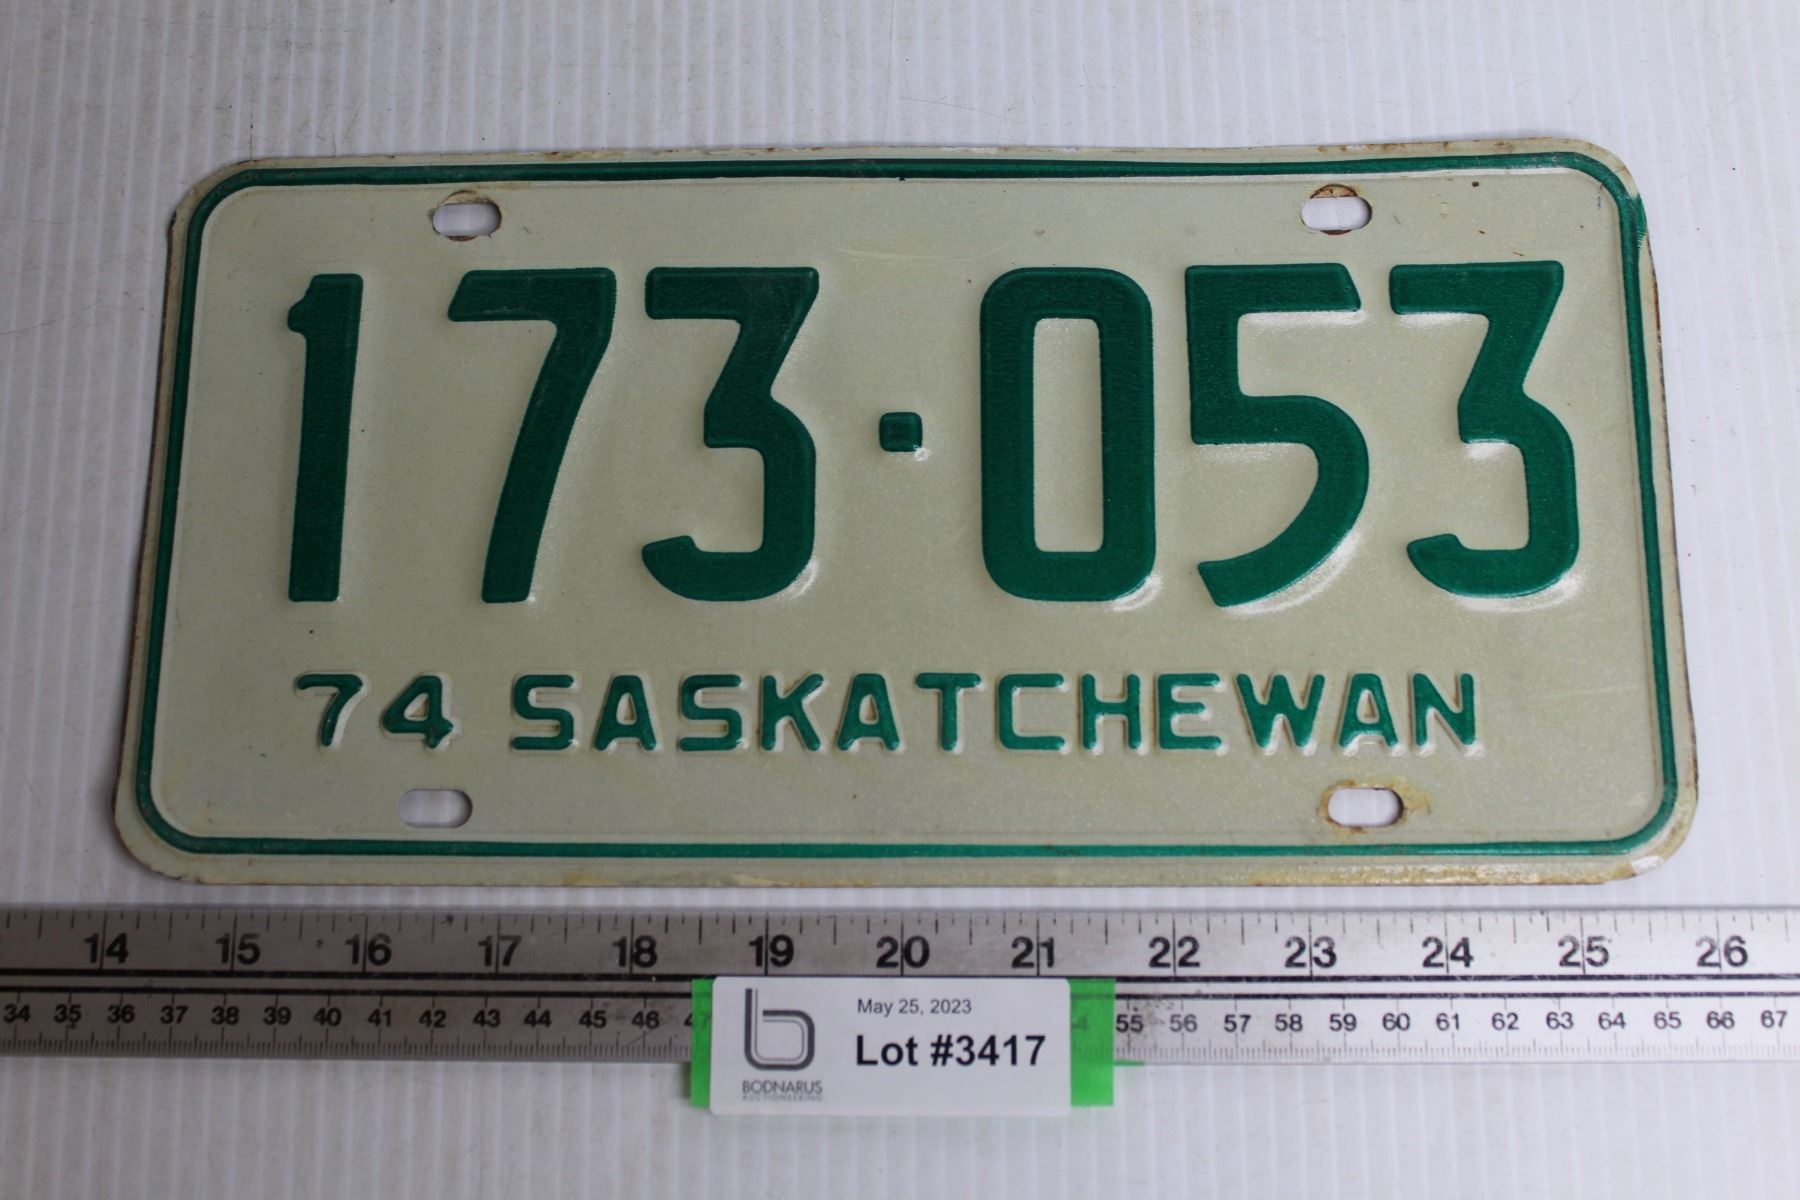 173·053
74 SASKATCHEWAN
14 15 16 17 18 19 20 21 22 23 24 25 26
34 35 36 37 38 39 40 41 42 43 44 45 46 47 55 56 57 58 59 60 61 62 63 64 65 66 67
May 25, 2023
Lot #3417
BODNARUS
AUCTIONEERING